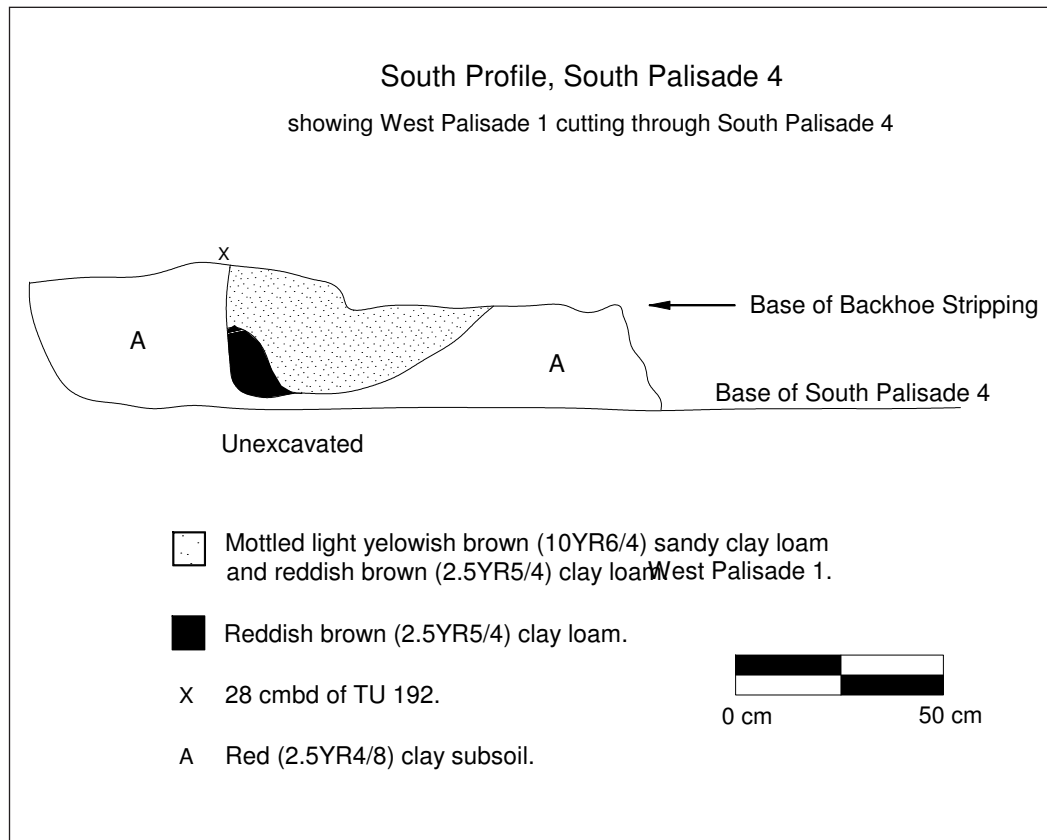 South Profile, South Palisade 4
showing West Palisade 1 cutting through South Palisade 4
X
Base of Backhoe Stripping
A
A
Base of South Palisade 4
Unexcavated
Mottled light yelowish brown (10YR6/4) sandy clay loam
and reddish brown (2.5YR5/4) clay loam. West Palisade 1.
Reddish brown (2.5YR5/4) clay loam.
X 28 cmbd of TU 192.
0 cm 50 cm
A Red (2.5YR4/8) clay subsoil.